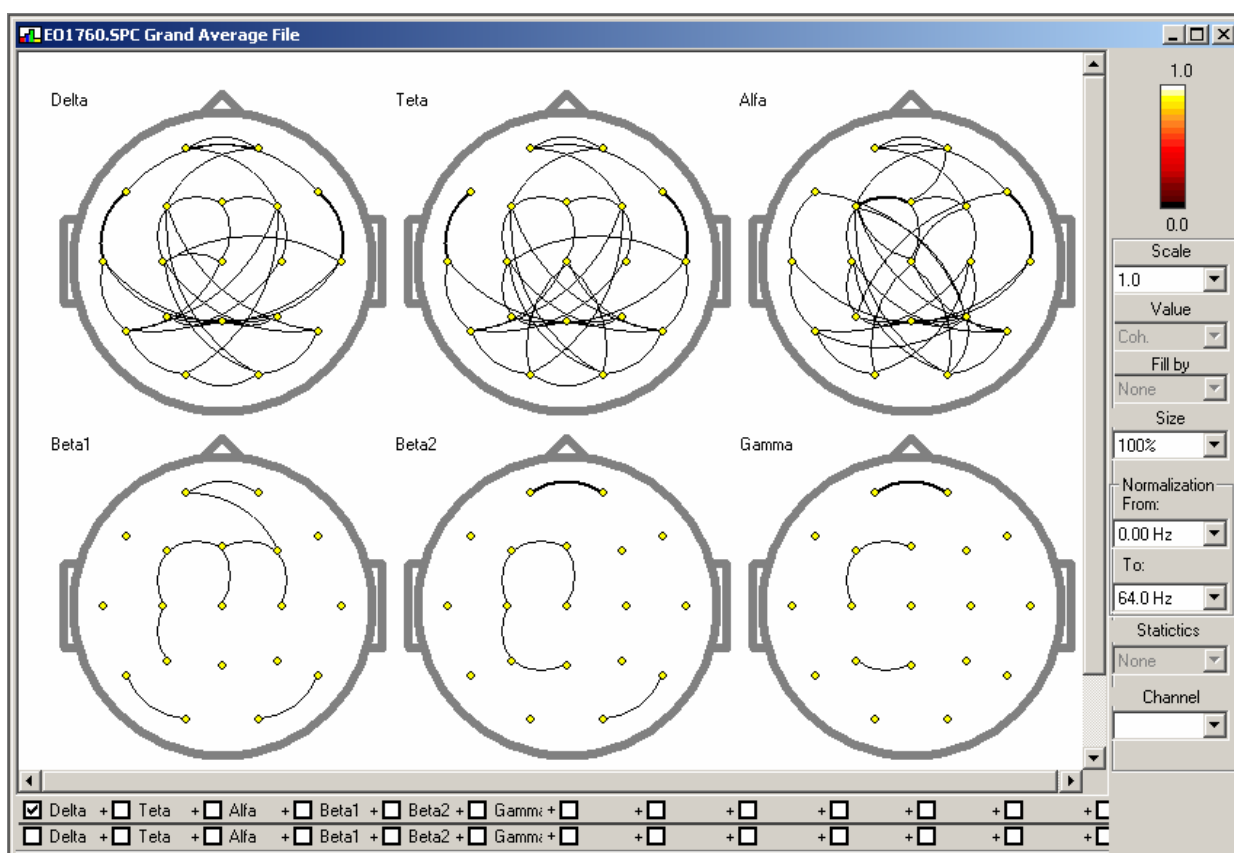 EO1760.SPC Grand Average File
Delta
Teta
Alfa
Beta1
Beta2
Gamma
1.0
0.0
Scale
1.0
Value
Coh.
Fill by
None
Size
100%
Normalization
From:
0.00 Hz
To:
64.0 Hz
Statictics
None
Channel
Delta + Teta + Alfa + Beta1 + Beta2 + Gamma + + + + + + +
Delta + Teta + Alfa + Beta1 + Beta2 + Gamma + + + + + + +